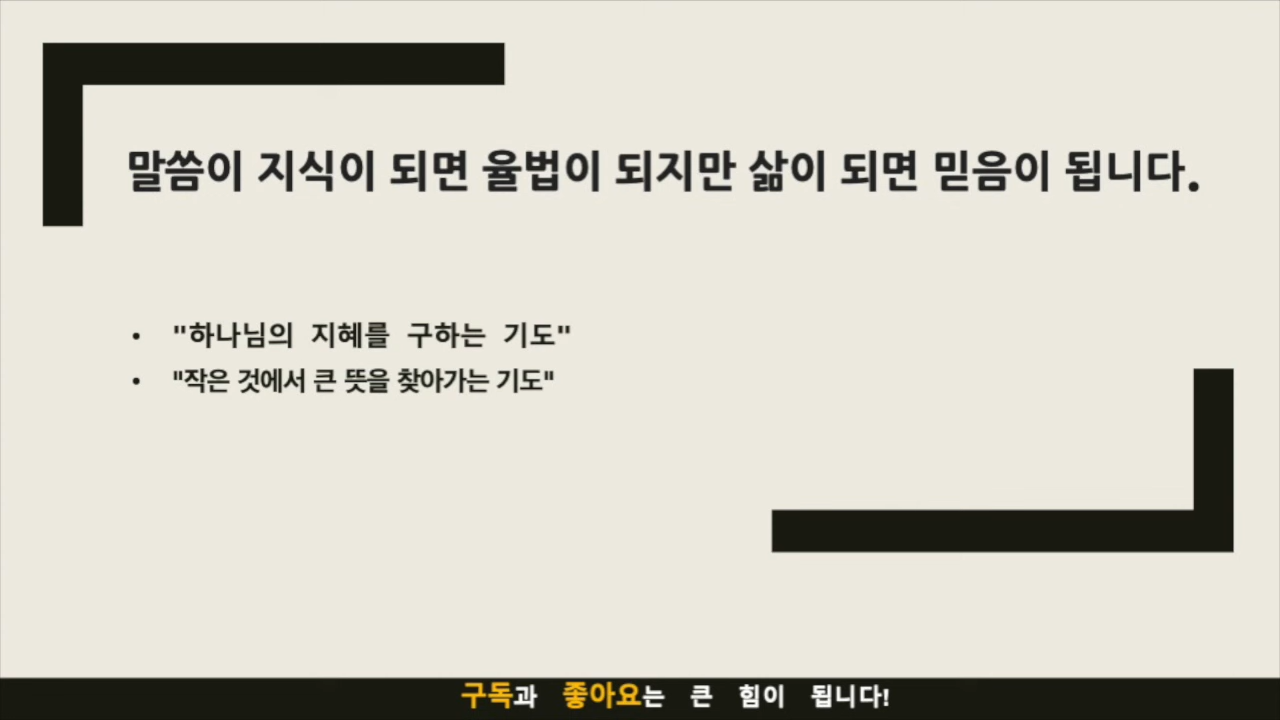 말씀이 지식이 되면 율법이 되지만 삶이 되면 믿음이 됩니다.
• "하나님의 지혜를 구하는 기도"
• "작은 것에서 큰 뜻을 찾아가는 기도"
구독과 좋아요는 큰 힘이 됩니다!